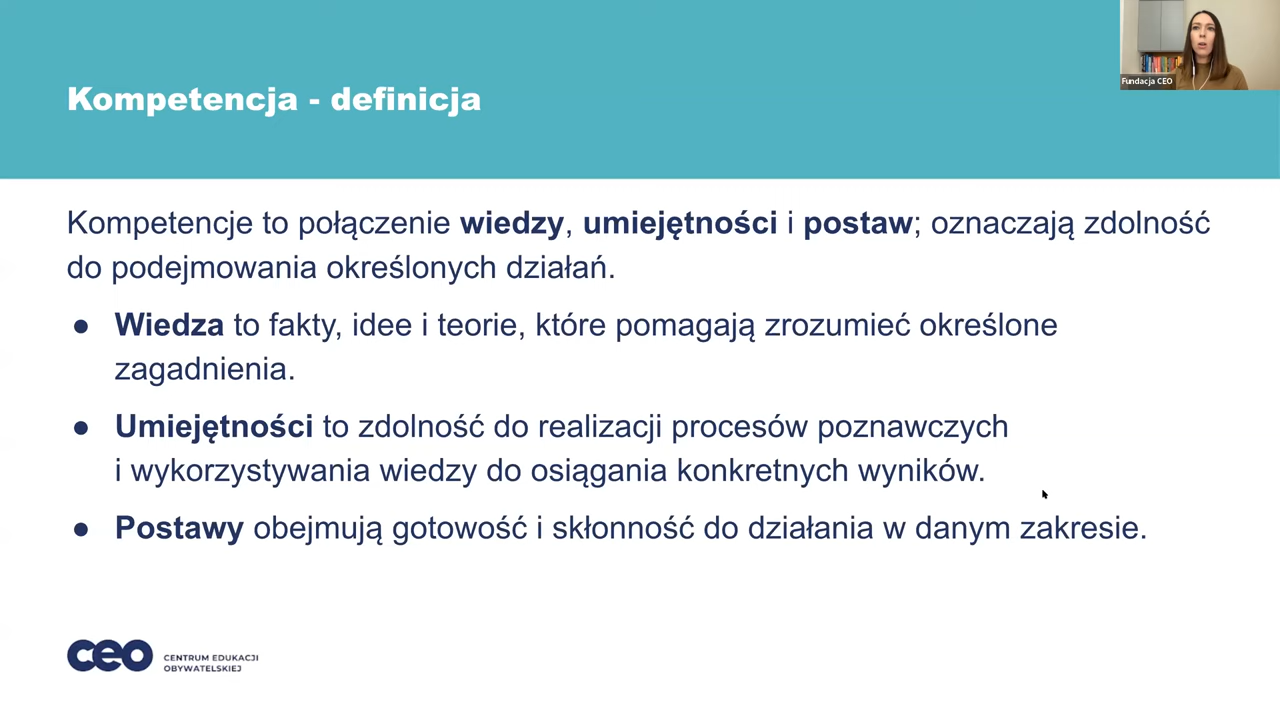 Fundacja CEO
Kompetencja - definicja
Kompetencje to połączenie wiedzy, umiejętności i postaw; oznaczają zdolność
do podejmowania określonych działań.
● Wiedza to fakty, idee i teorie, które pomagają zrozumieć określone
zagadnienia.
● Umiejętności to zdolność do realizacji procesów poznawczych
i wykorzystywania wiedzy do osiągania konkretnych wyników.
● Postawy obejmują gotowość i skłonność do działania w danym zakresie.
ceo
CENTRUM EDUKACJI
OBYWATELSKIEJ